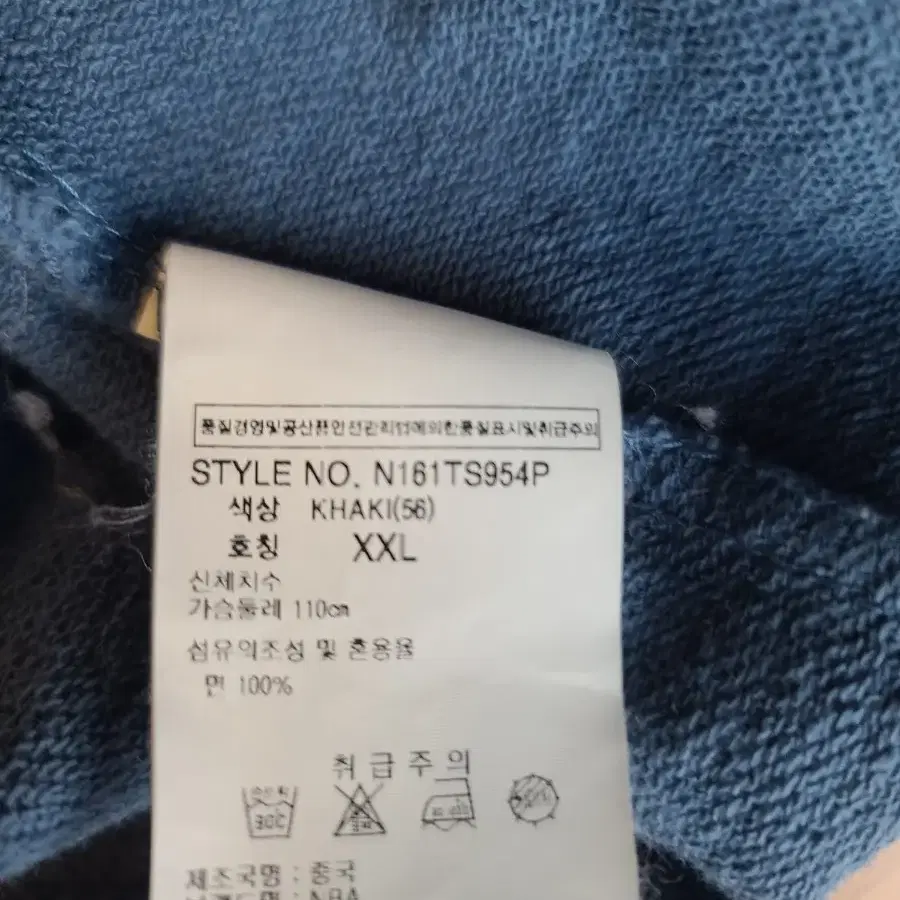 품질경영및공산품안전관리법에의한품질표시및취급주의
STYLE NO. N161TS954P
색상 KHAKI(56)
호칭 XXL
신체치수
가슴둘레 110cm
섬유의조성 및 혼용율
면 100%
취급주의
30℃
제조국명 : 중국
: NBA